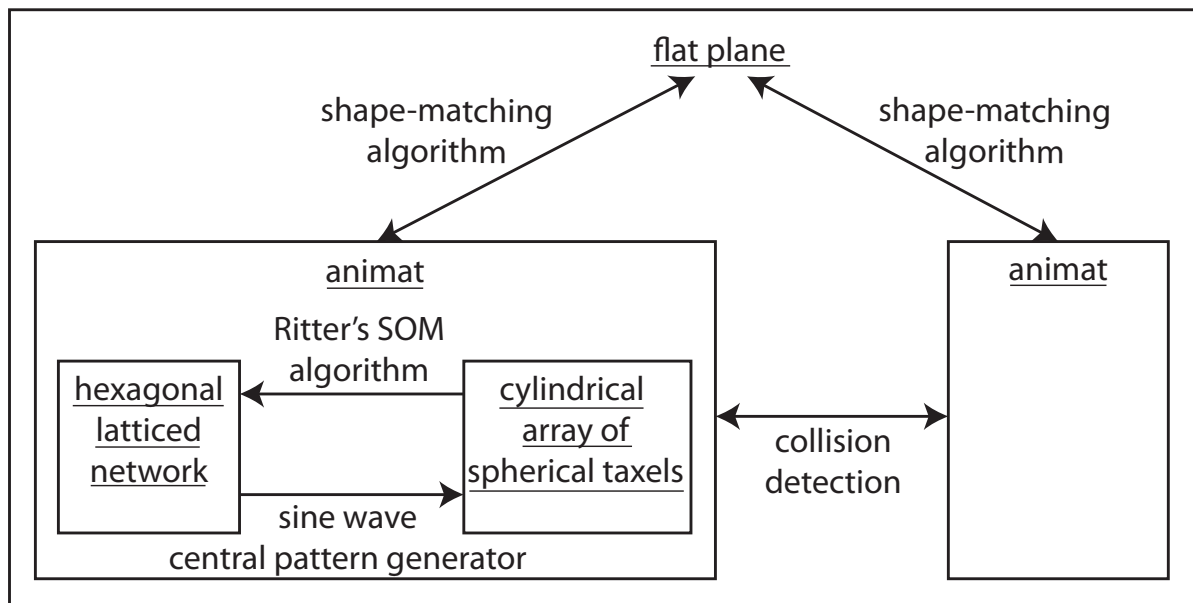 flat plane
shape-matching
algorithm
shape-matching
algorithm
animat
Ritter's SOM
algorithm
hexagonal
latticed
network
cylindrical
array of
spherical taxels
sine wave
central pattern generator
collision
detection
animat